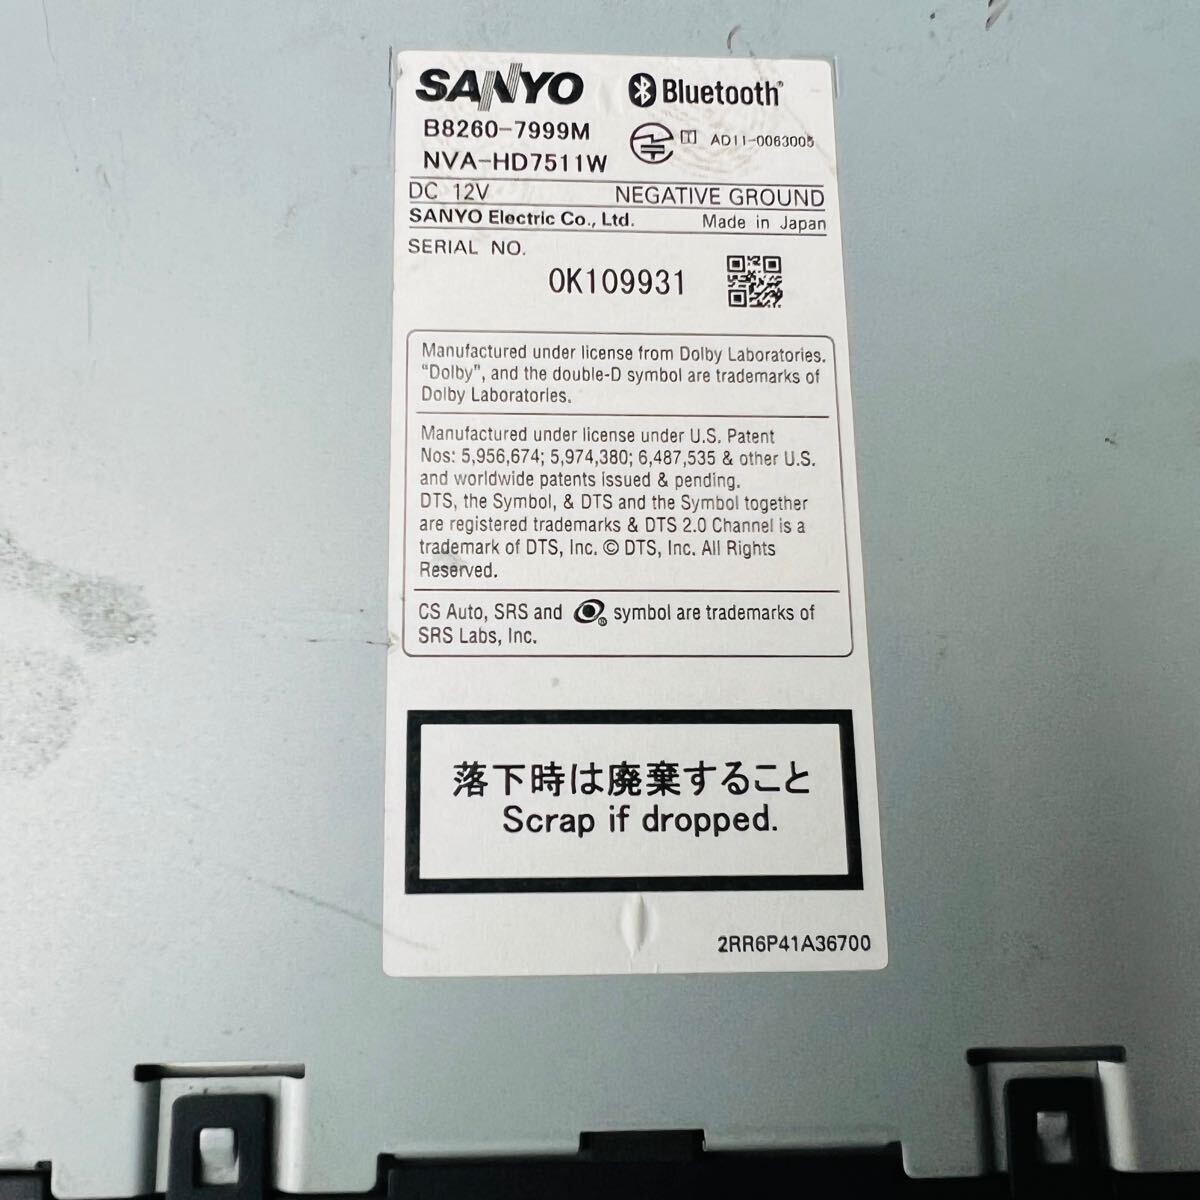 SANYO Bluetooth®
B8260-7999M
T AD11-0063005
NVA-HD7511W
DC 12V NEGATIVE GROUND
SANYO Electric Co., Ltd. Made in Japan
SERIAL NO.
0K109931
Manufactured under license from Dolby Laboratories.
"Dolby", and the double-D symbol are trademarks of
Dolby Laboratories.
Manufactured under license under U.S. Patent
Nos: 5,956,674; 5,974,380; 6,487,535 & other U.S.
and worldwide patents issued & pending.
DTS, the Symbol, & DTS and the Symbol together
are registered trademarks & DTS 2.0 Channel is a
trademark of DTS, Inc. © DTS, Inc. All Rights
Reserved.
CS Auto, SRS and ® symbol are trademarks of
SRS Labs, Inc.
落下時は廃棄すること
Scrap if dropped.
2RR6P41A36700